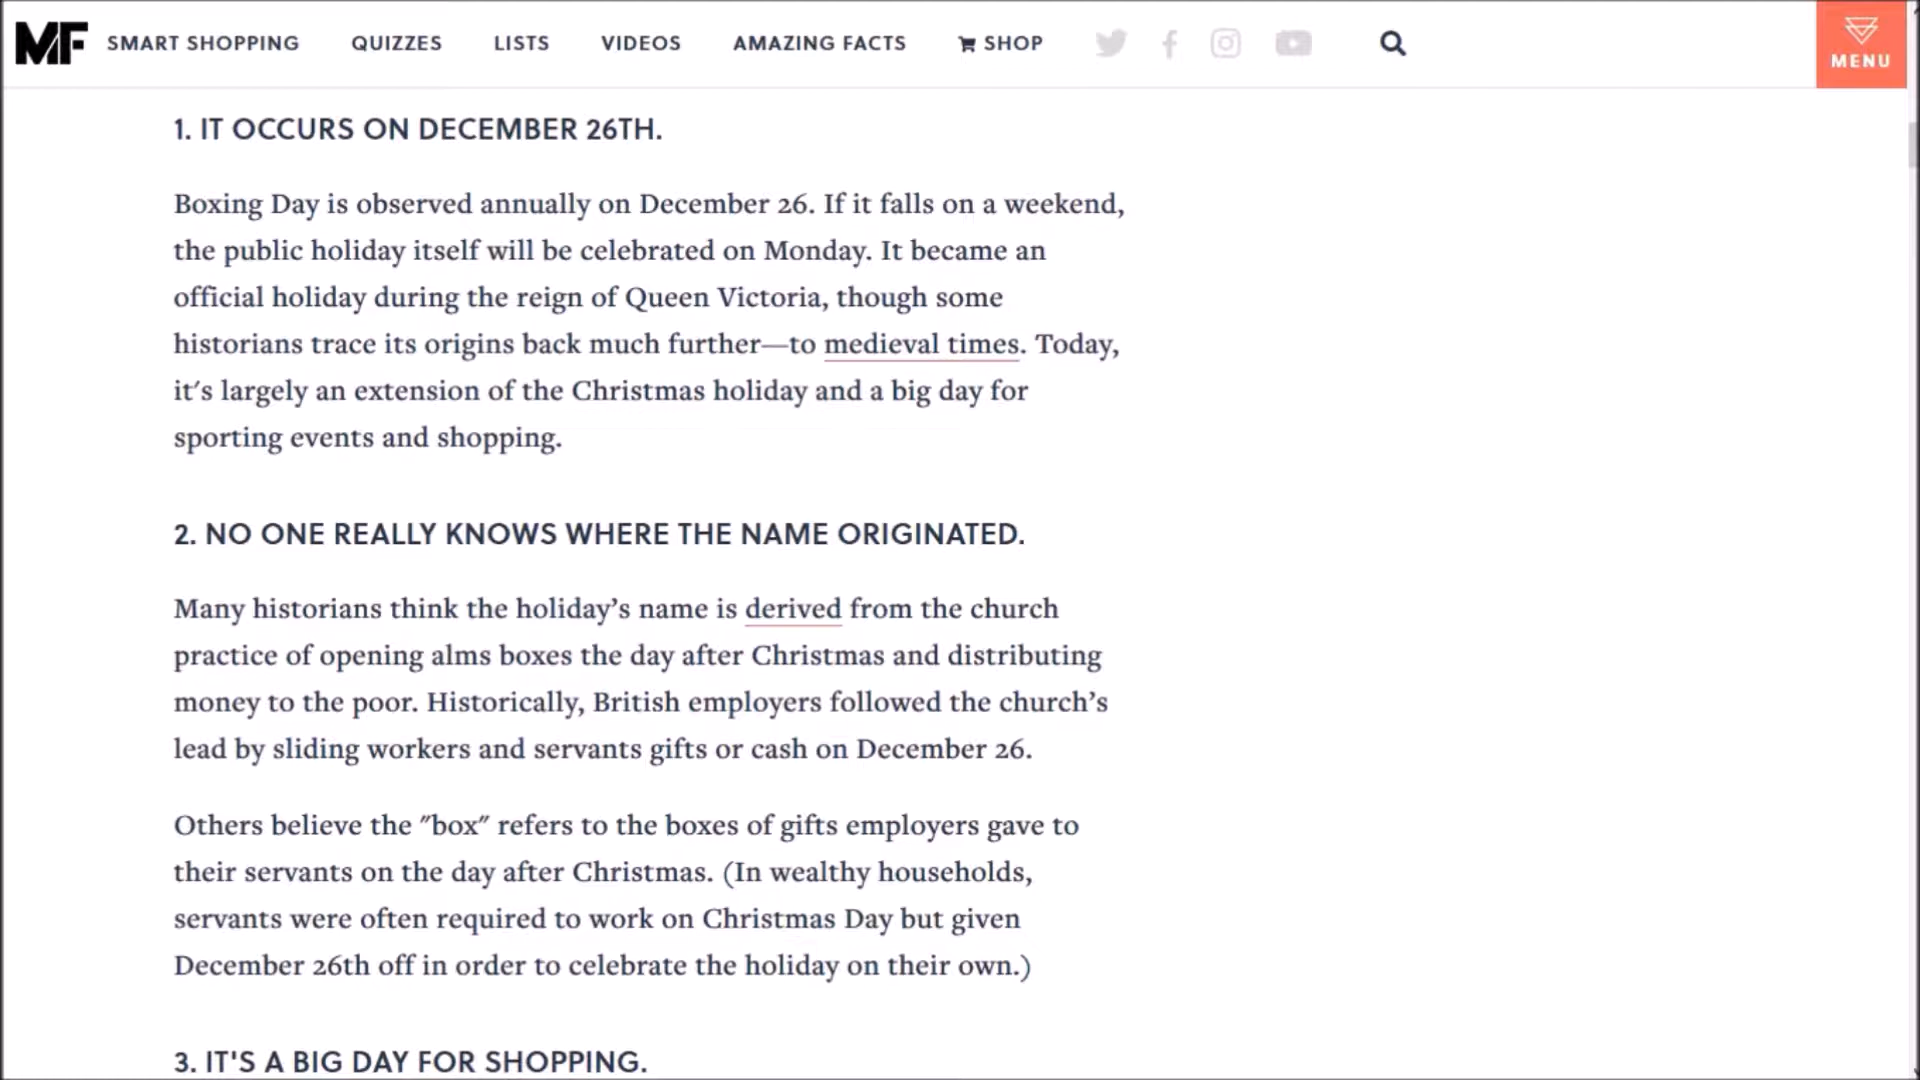 MF SMART SHOPPING QUIZZES LISTS VIDEOS AMAZING FACTS SHOP MENU
1. IT OCCURS ON DECEMBER 26TH.
Boxing Day is observed annually on December 26. If it falls on a weekend,
the public holiday itself will be celebrated on Monday. It became an
official holiday during the reign of Queen Victoria, though some
historians trace its origins back much further—to medieval times. Today,
it's largely an extension of the Christmas holiday and a big day for
sporting events and shopping.
2. NO ONE REALLY KNOWS WHERE THE NAME ORIGINATED.
Many historians think the holiday’s name is derived from the church
practice of opening alms boxes the day after Christmas and distributing
money to the poor. Historically, British employers followed the church’s
lead by sliding workers and servants gifts or cash on December 26.
Others believe the "box" refers to the boxes of gifts employers gave to
their servants on the day after Christmas. (In wealthy households,
servants were often required to work on Christmas Day but given
December 26th off in order to celebrate the holiday on their own.)
3. IT'S A BIG DAY FOR SHOPPING.